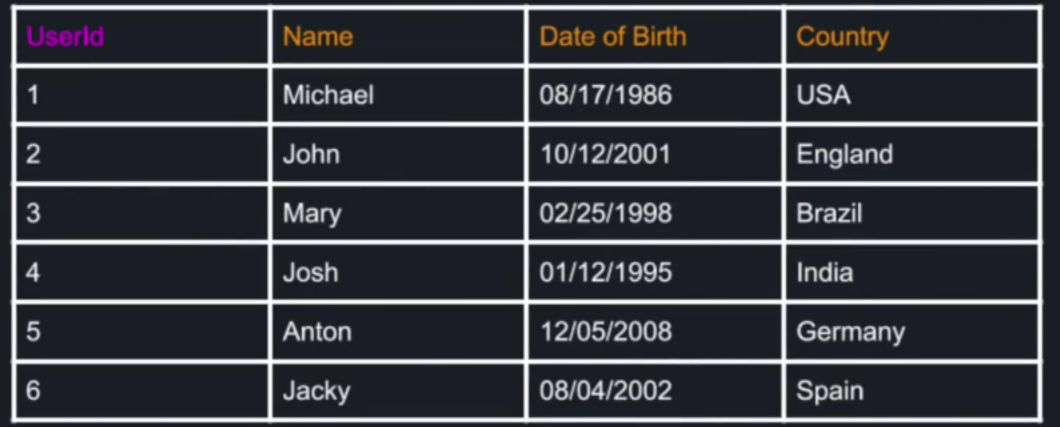 UserId Name Date of Birth Country
1 Michael 08/17/1986 USA
2 John 10/12/2001 England
3 Mary 02/25/1998 Brazil
4 Josh 01/12/1995 India
5 Anton 12/05/2008 Germany
6 Jacky 08/04/2002 Spain